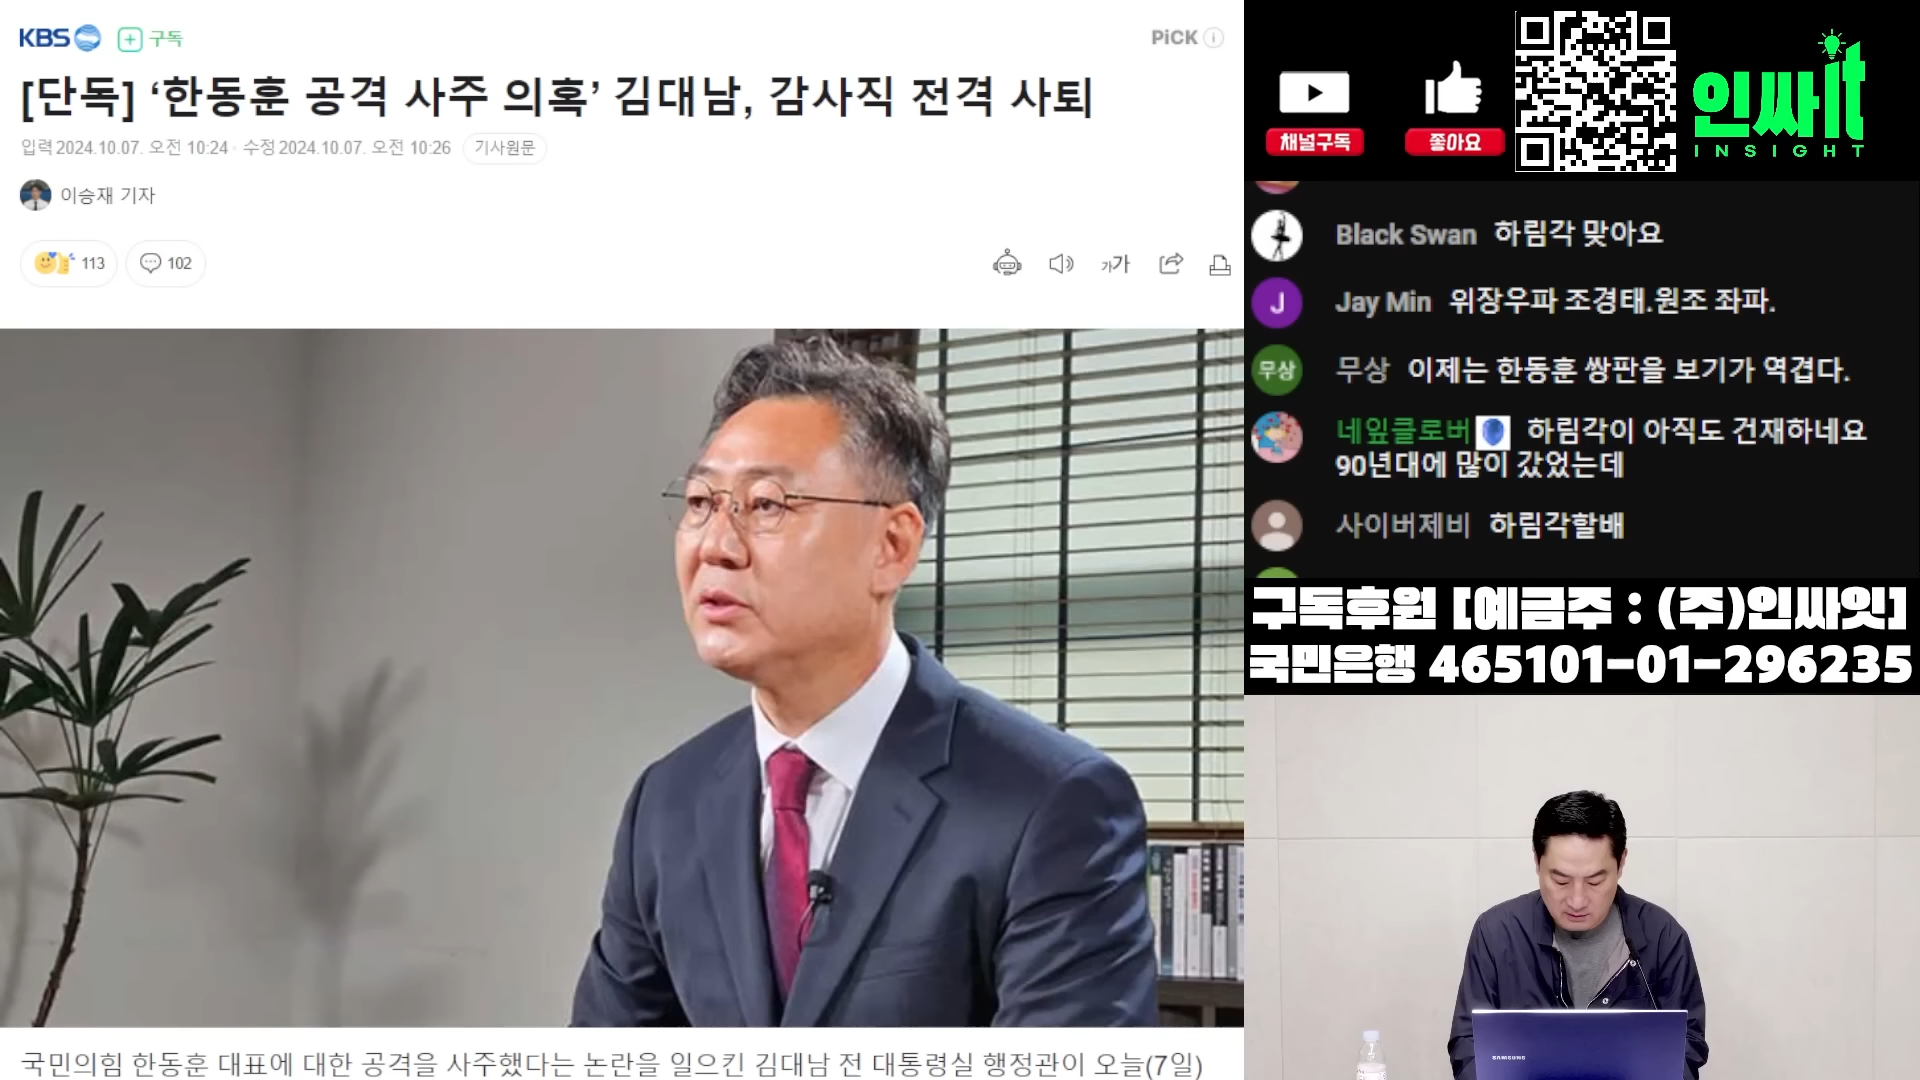 KBS 구독
PiCK
[단독] ‘한동훈 공격 사주 의혹’ 김대남, 감사직 전격 사퇴
입력 2024.10.07. 오전 10:24 · 수정 2024.10.07. 오전 10:26 기사원문
이승재 기자
113 102
가가
국민의힘 한동훈 대표에 대한 공격을 사주했다는 논란을 일으킨 김대남 전 대통령실 행정관이 오늘(7일)
채널구독
좋아요
인싸it
INSIGHT
Black Swan 하림각 맞아요
J Jay Min 위장우파 조경태.원조 좌파.
무상 무상 이제는 한동훈 쌍판을 보기가 역겹다.
네잎클로버 하림각이 아직도 건재하네요
90년대에 많이 갔었는데
사이버제비 하림각할배
구독후원 [예금주 : (주)인싸잇]
국민은행 465101-01-296235
SAMSUNG